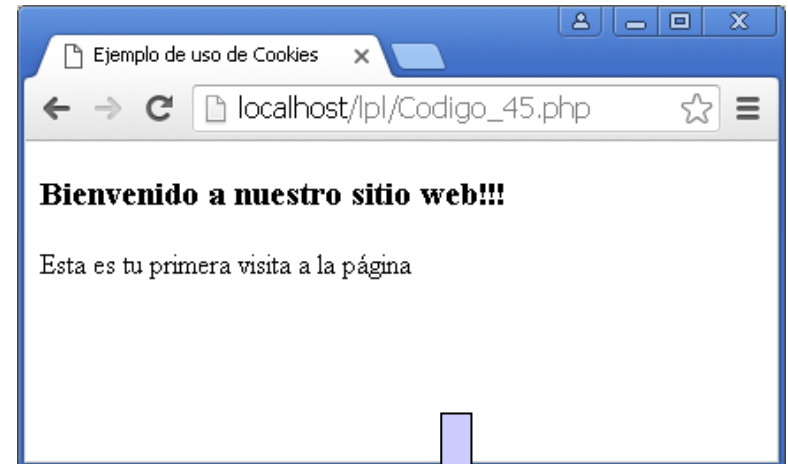 Ejemplo de uso de Cookies
localhost/lpl/Codigo_45.php
Bienvenido a nuestro sitio web!!!
Esta es tu primera visita a la página